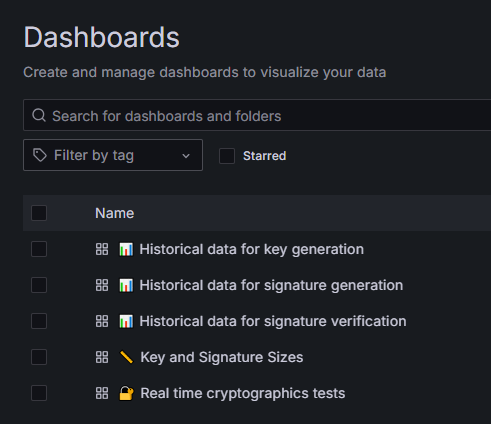 Dashboards
Create and manage dashboards to visualize your data
Search for dashboards and folders
Filter by tag
Starred
Name
Historical data for key generation
Historical data for signature generation
Historical data for signature verification
Key and Signature Sizes
Real time cryptographics tests